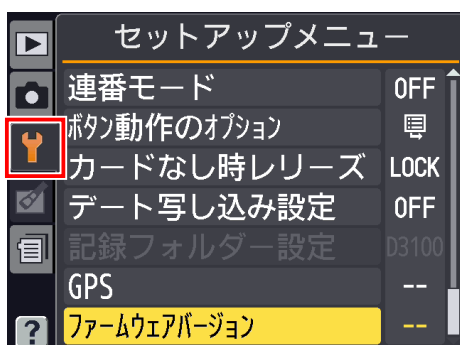 セットアップメニュー
連番モード OFF
ボタン動作のオプション
カードなし時レリーズ LOCK
デート写し込み設定 OFF
記録フォルダー設定 D3100
GPS --
ファームウェアバージョン --
?